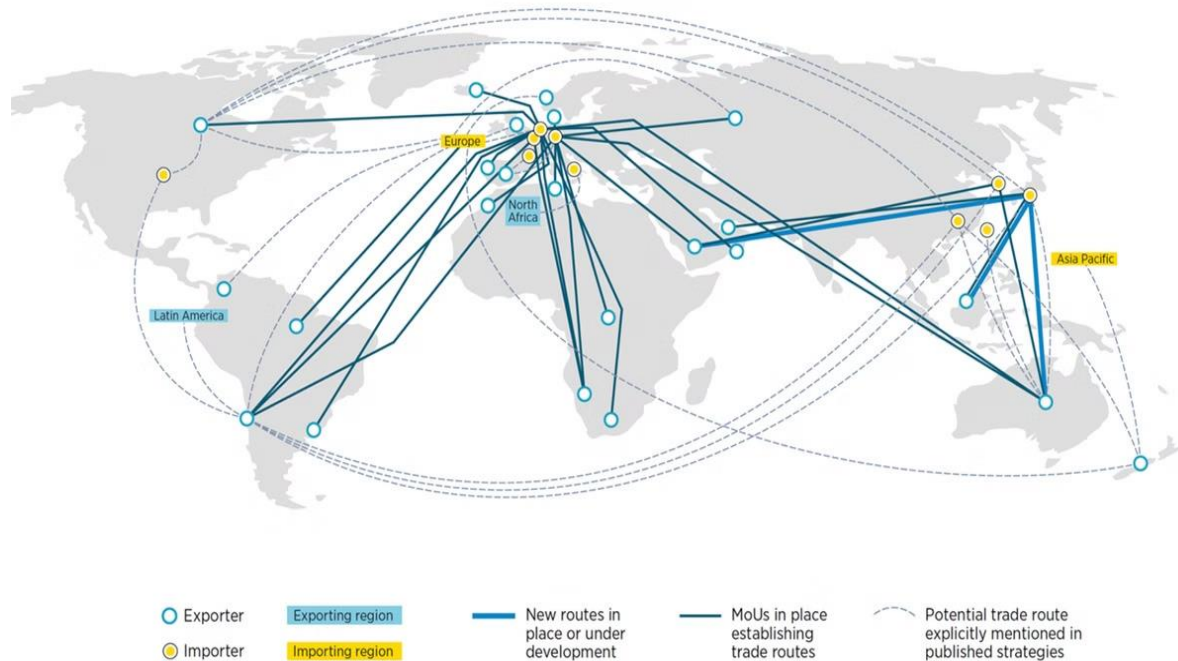 Europe
North
Africa
Asia Pacific
Latin America
Exporter
Exporting region
New routes in
place or under
development
MoUs in place
establishing
trade routes
Potential trade route
explicitly mentioned in
published strategies
Importer
Importing region